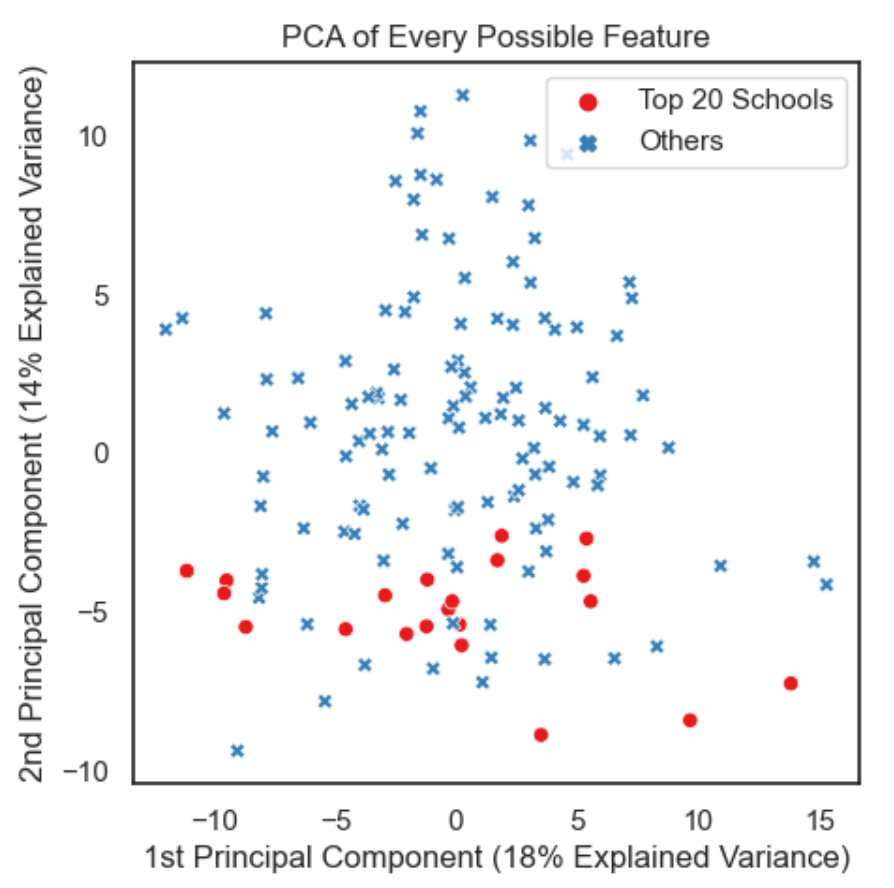 PCA of Every Possible Feature
Top 20 Schools
Others
2nd Principal Component (14% Explained Variance)
10
5
0
−5
−10
−10
−5
0
5
10
15
1st Principal Component (18% Explained Variance)